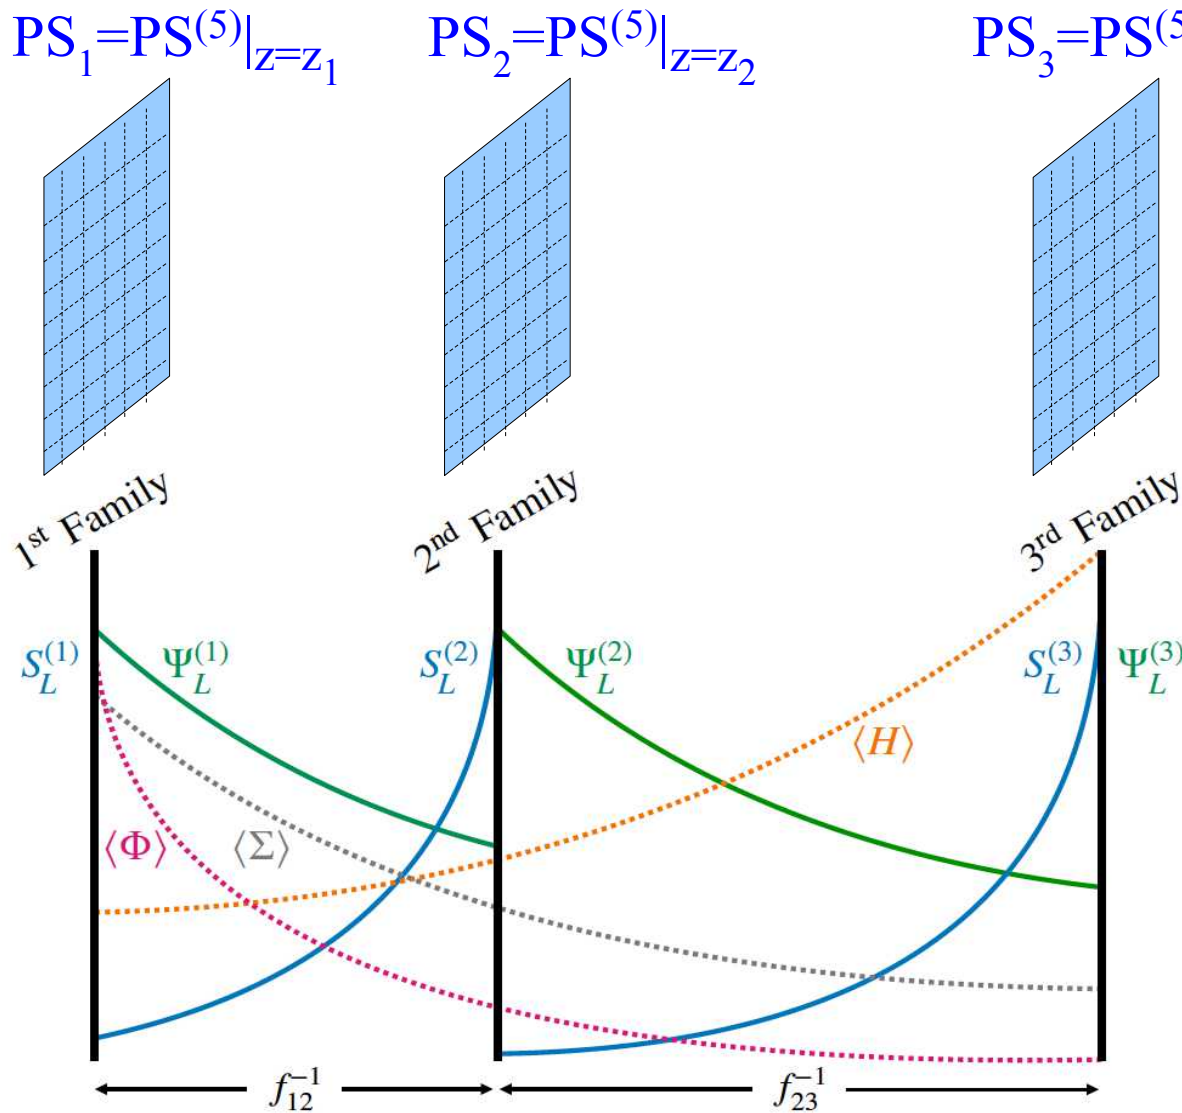 PS₁=PS⁽⁵⁾|z=z₁ PS₂=PS⁽⁵⁾|z=z₂ PS₃=PS⁽⁵
1st Family 2nd Family 3rd Family
S_L^(1) Ψ_L^(1) S_L^(2) Ψ_L^(2) S_L^(3) Ψ_L^(3)
⟨H⟩
⟨Φ⟩ ⟨Σ⟩
f₁₂⁻¹ f₂₃⁻¹